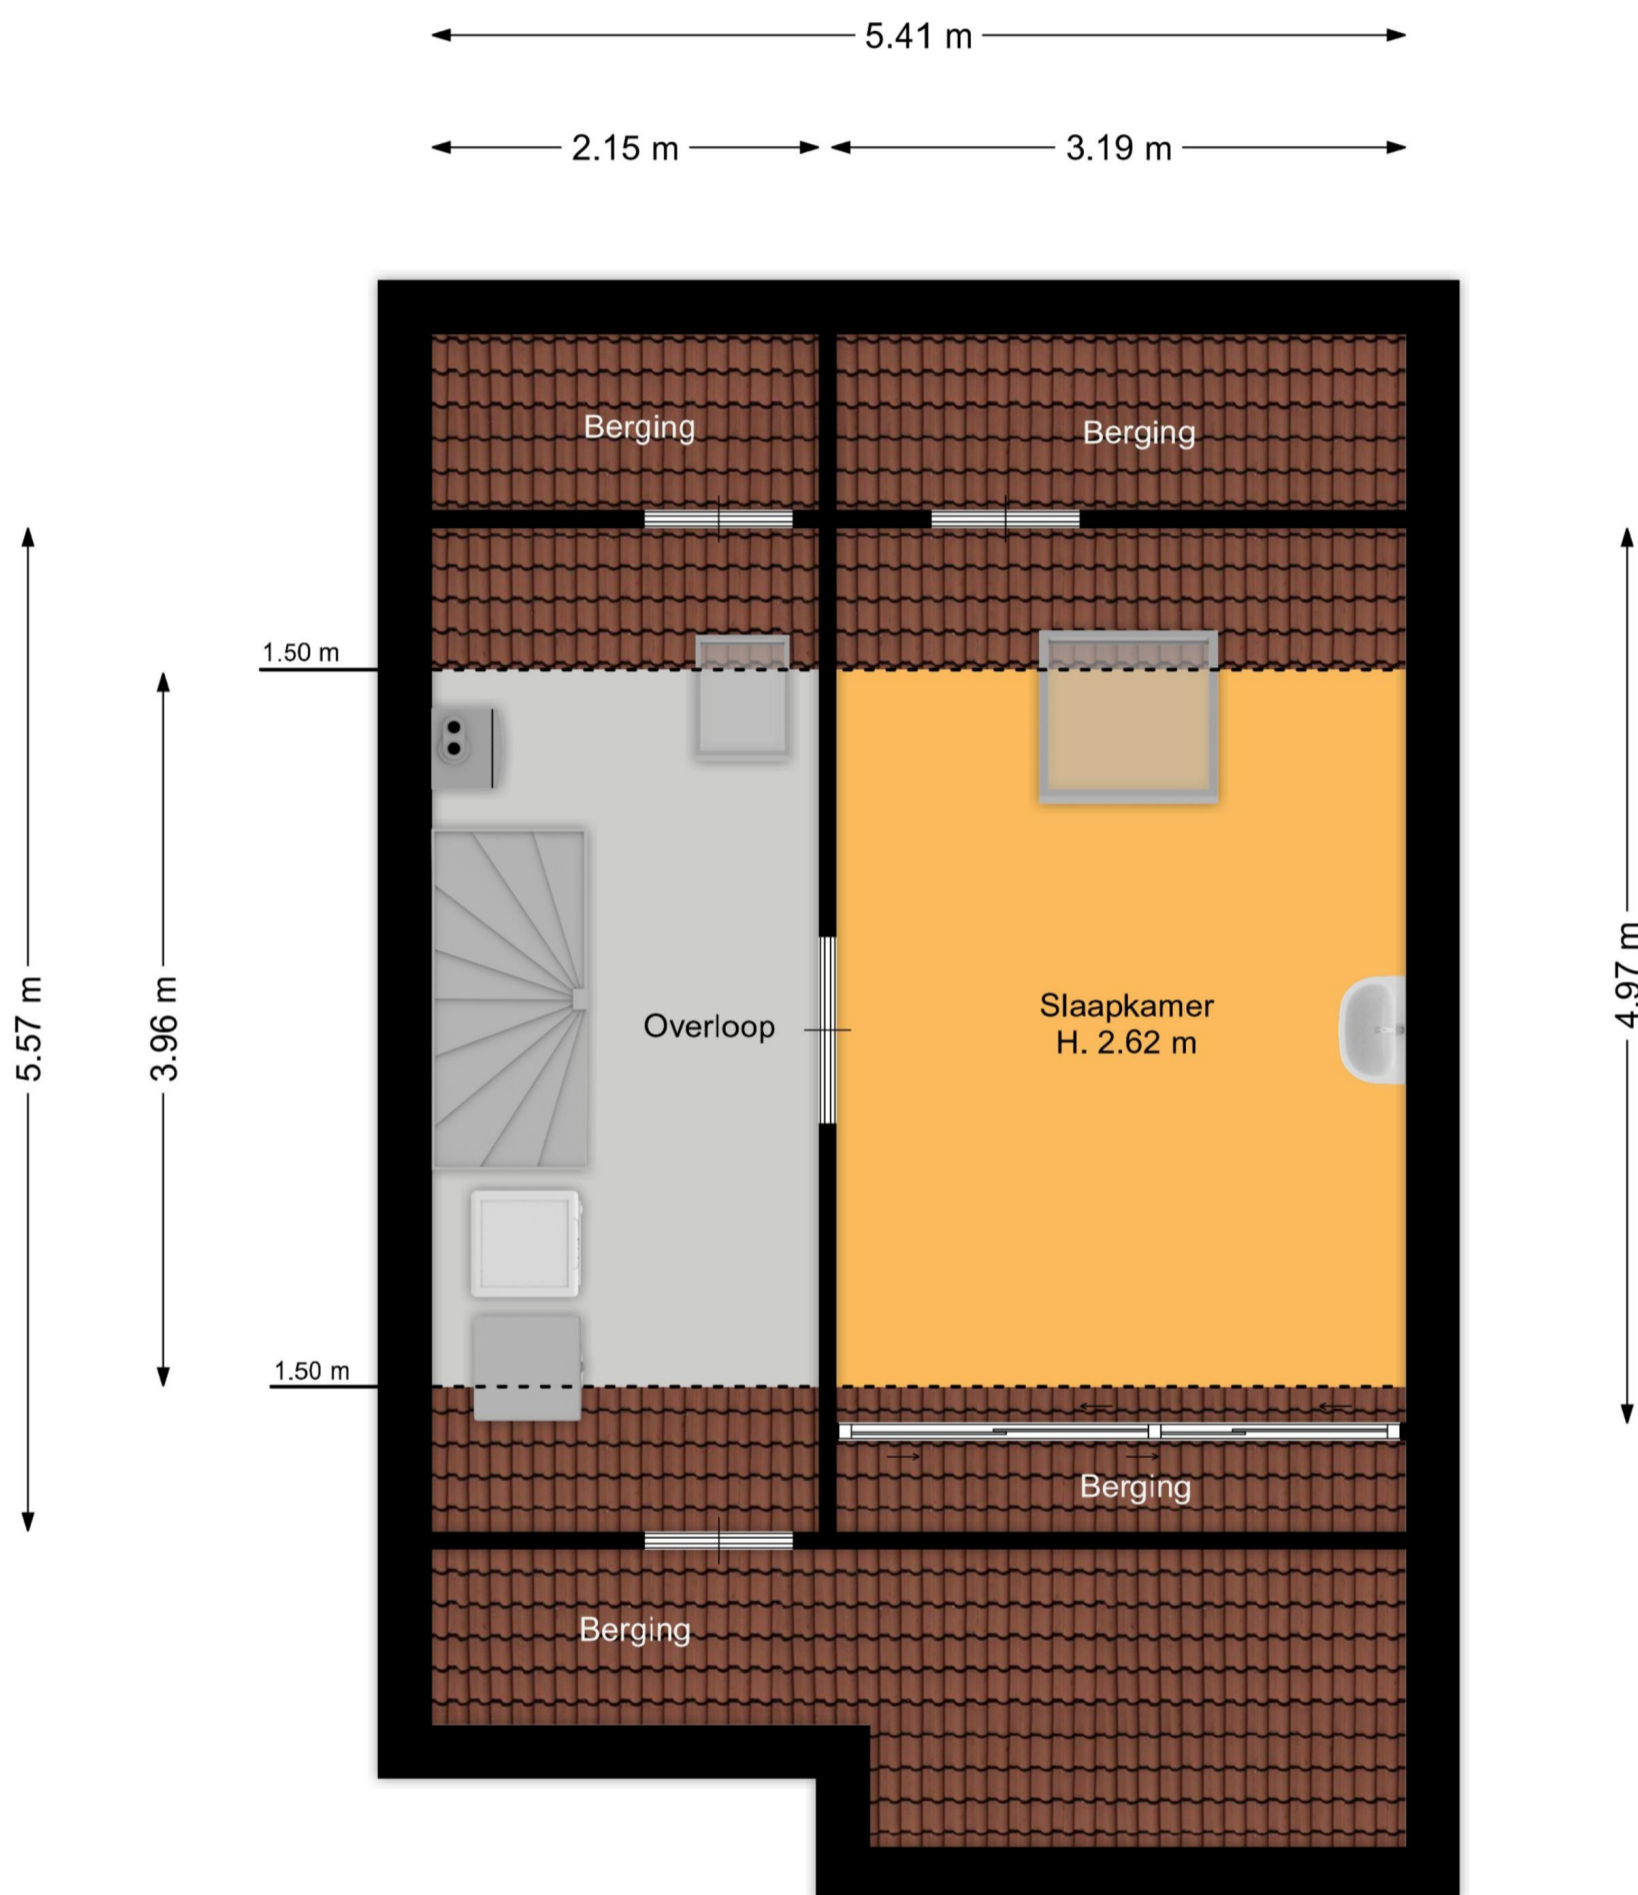 5.41 m
2.15 m
3.19 m
Berging
Berging
1.50 m
5.57 m
3.96 m
4.97 m
Overloop
Slaapkamer
H. 2.62 m
1.50 m
Berging
Berging